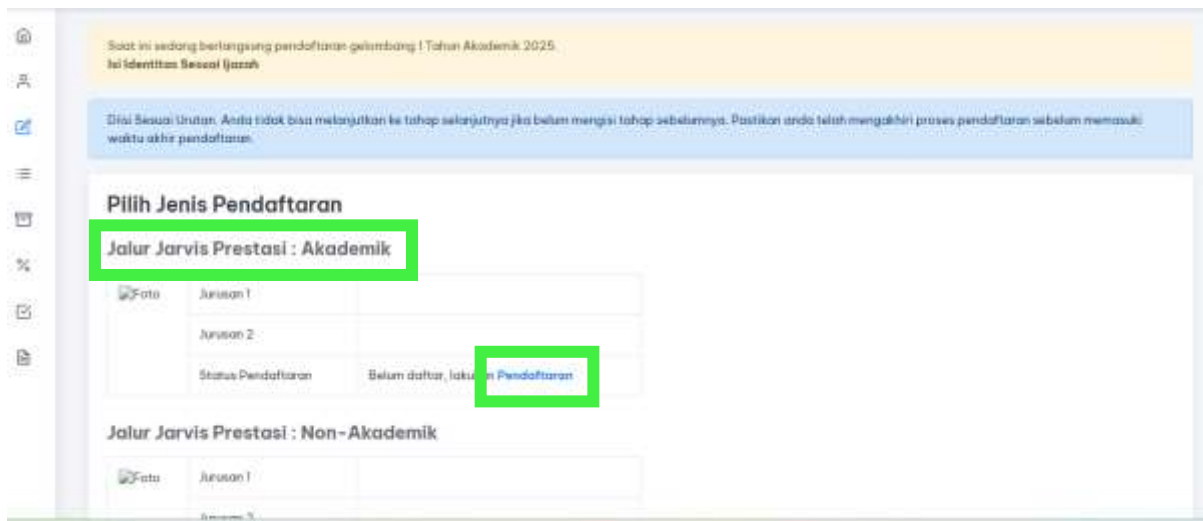 Saat ini sedang berlangsung pendaftaran gelombang 1 Tahun Akademik 2025.
Isi Identitas Sesuai Ijazah
Diisi Sesuai Urutan. Anda tidak bisa melanjutkan ke tahap selanjutnya jika belum mengisi tahap sebelumnya. Pastikan anda telah mengakhiri proses pendaftaran sebelum memasuki
waktu akhir pendaftaran.
Pilih Jenis Pendaftaran
Jalur Jarvis Prestasi : Akademik
Foto Jurusan 1
Jurusan 2
Status Pendaftaran Belum daftar, Pendaftaran
Jalur Jarvis Prestasi : Non-Akademik
Foto Jurusan 1
Jurusan 2